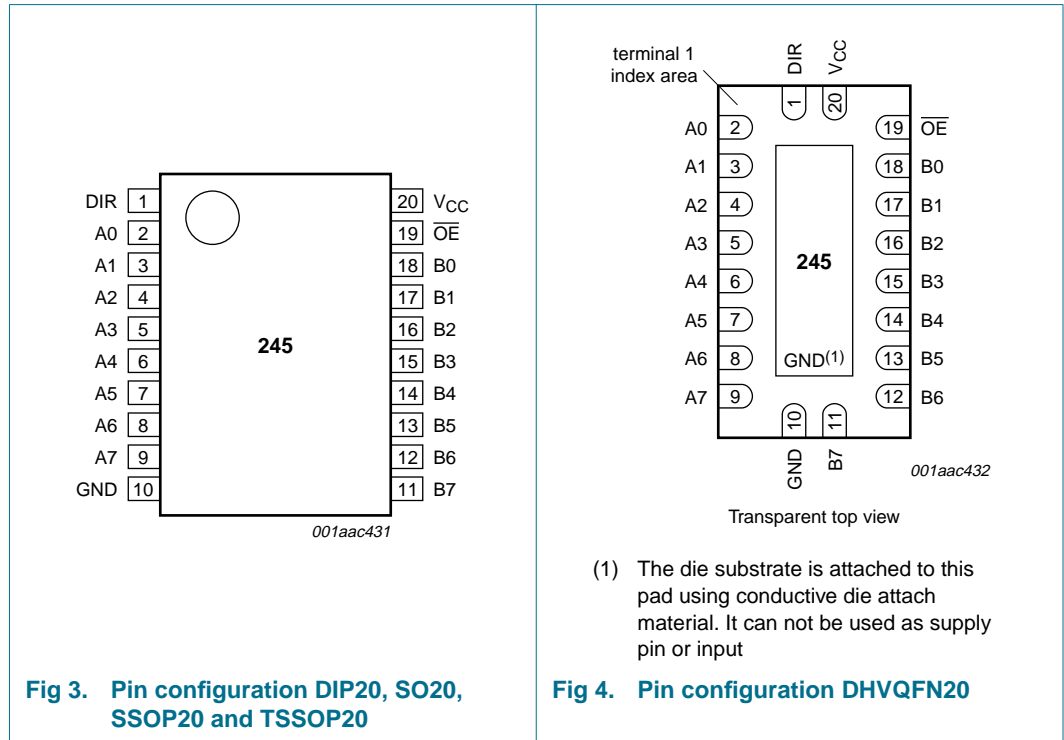 DIR 1
A0 2
A1 3
A2 4
A3 5
A4 6
A5 7
A6 8
A7 9
GND 10
245
20 VCC
19 OE
18 B0
17 B1
16 B2
15 B3
14 B4
13 B5
12 B6
11 B7
001aac431
Fig 3. Pin configuration DIP20, SO20,
SSOP20 and TSSOP20
terminal 1
index area
DIR
VCC
1
20
A0 2
A1 3
A2 4
A3 5
A4 6
A5 7
A6 8
A7 9
245
GND(1)
19 OE
18 B0
17 B1
16 B2
15 B3
14 B4
13 B5
12 B6
10
11
GND
B7
001aac432
Transparent top view
(1) The die substrate is attached to this
pad using conductive die attach
material. It can not be used as supply
pin or input
Fig 4. Pin configuration DHVQFN20